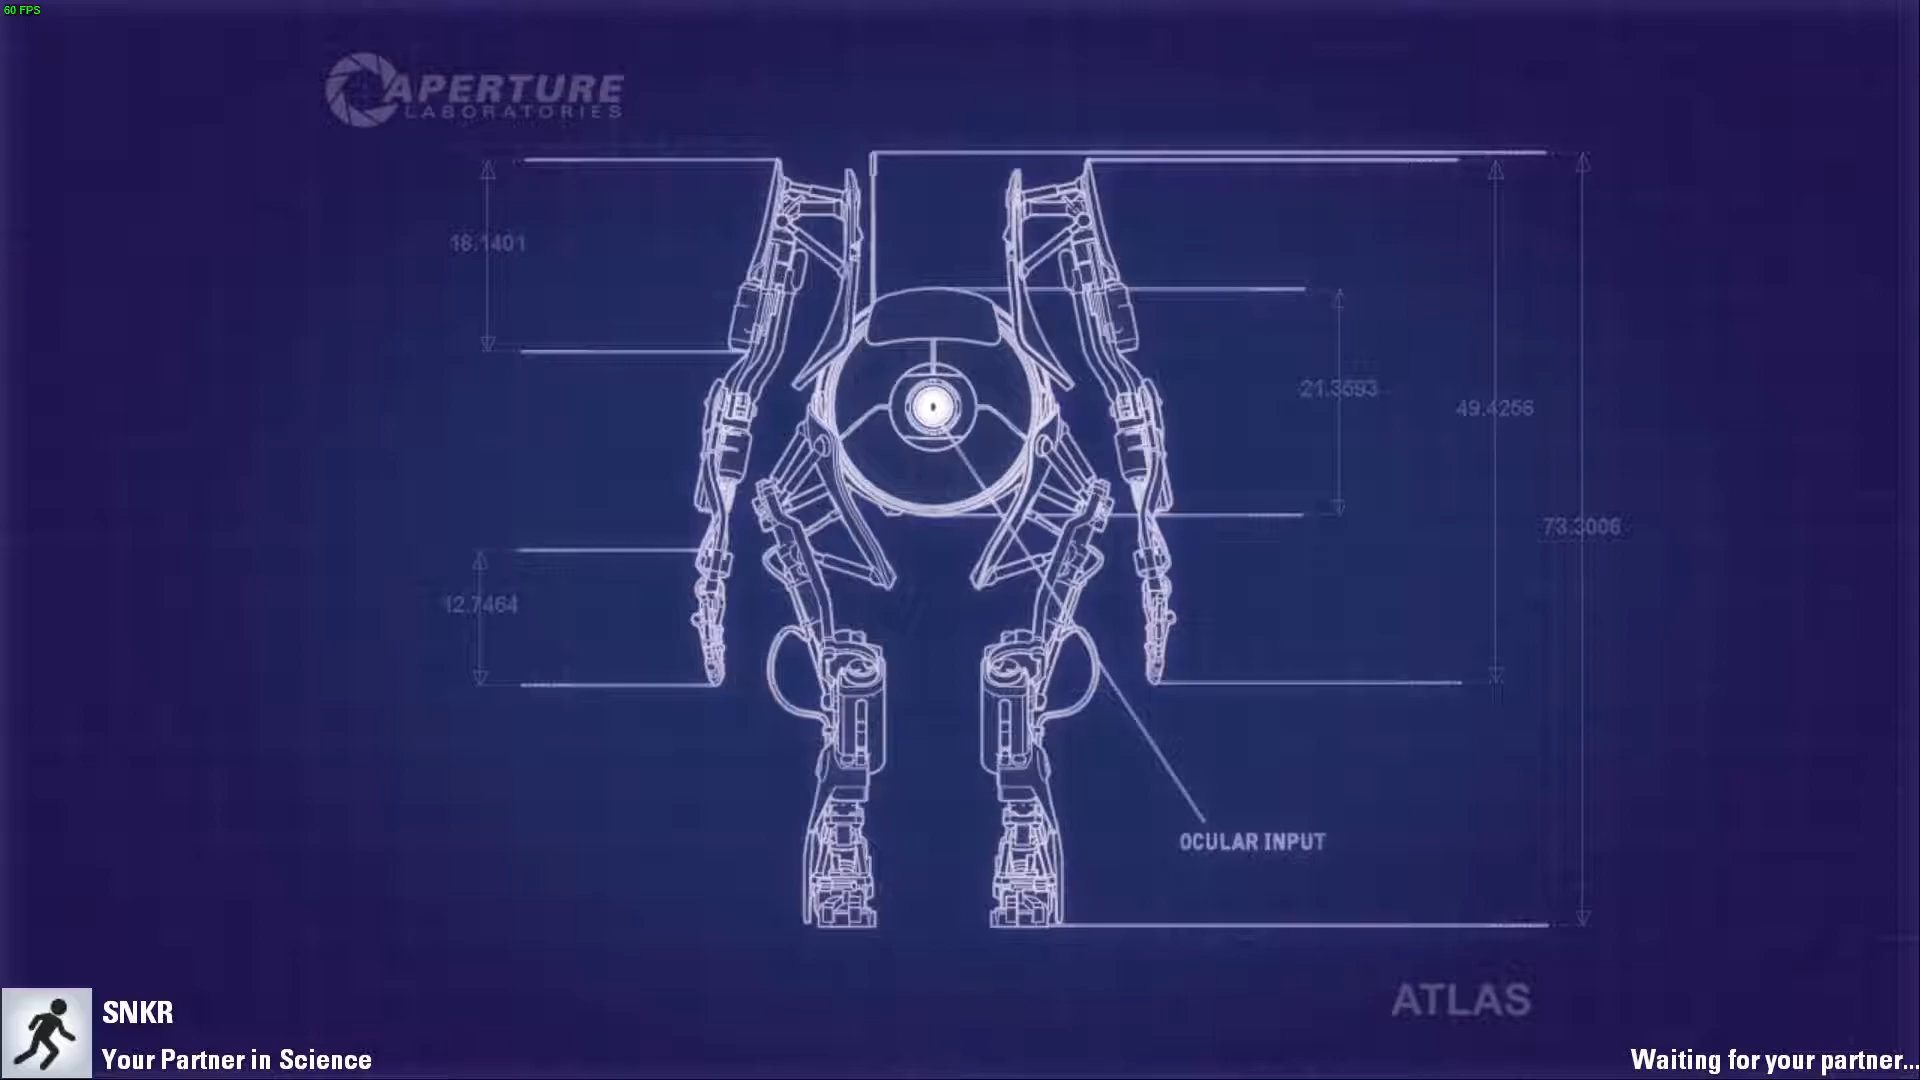 60 FPS
APERTURE
LABORATORIES
18.1401
21.3593
49.4256
73.3006
12.7464
OCULAR INPUT
ATLAS
SNKR
Your Partner in Science
Waiting for your partner...